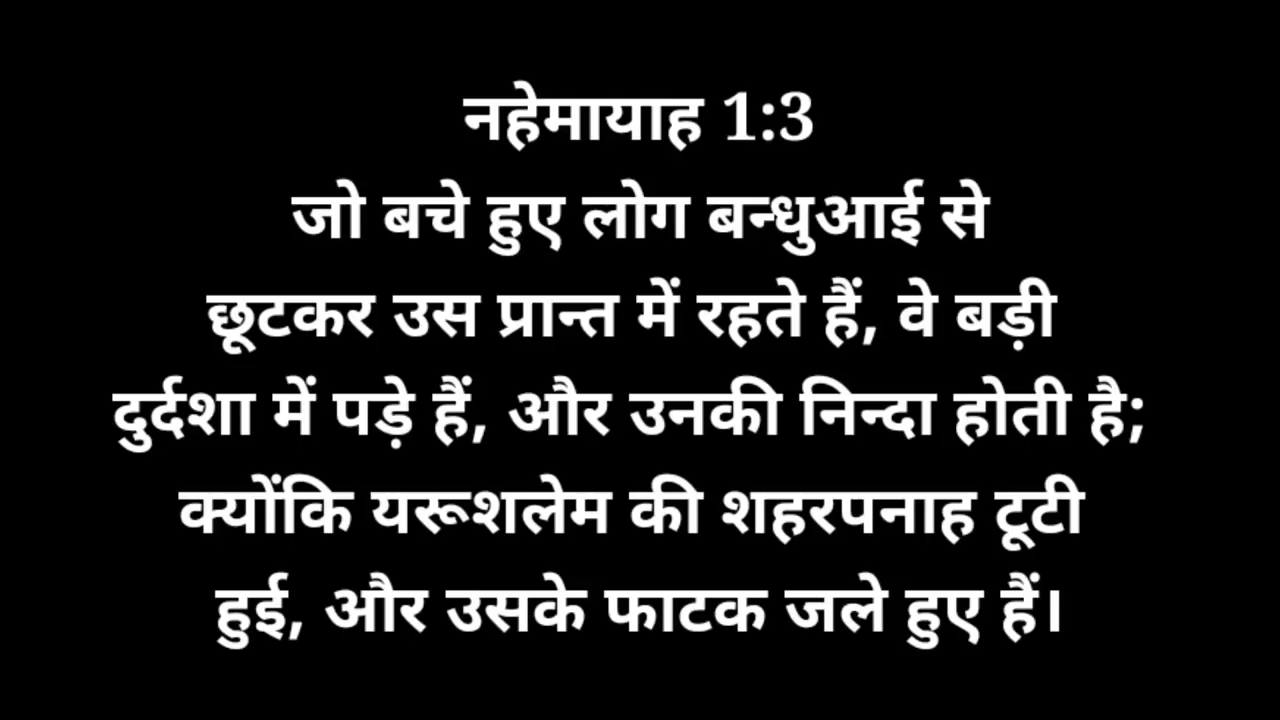 नहेमायाह 1:3
जो बचे हुए लोग बन्धुआई से
छूटकर उस प्रान्त में रहते हैं, वे बड़ी
दुर्दशा में पड़े हैं, और उनकी निन्दा होती है;
क्योंकि यरूशलेम की शहरपनाह टूटी
हुई, और उसके फाटक जले हुए हैं।